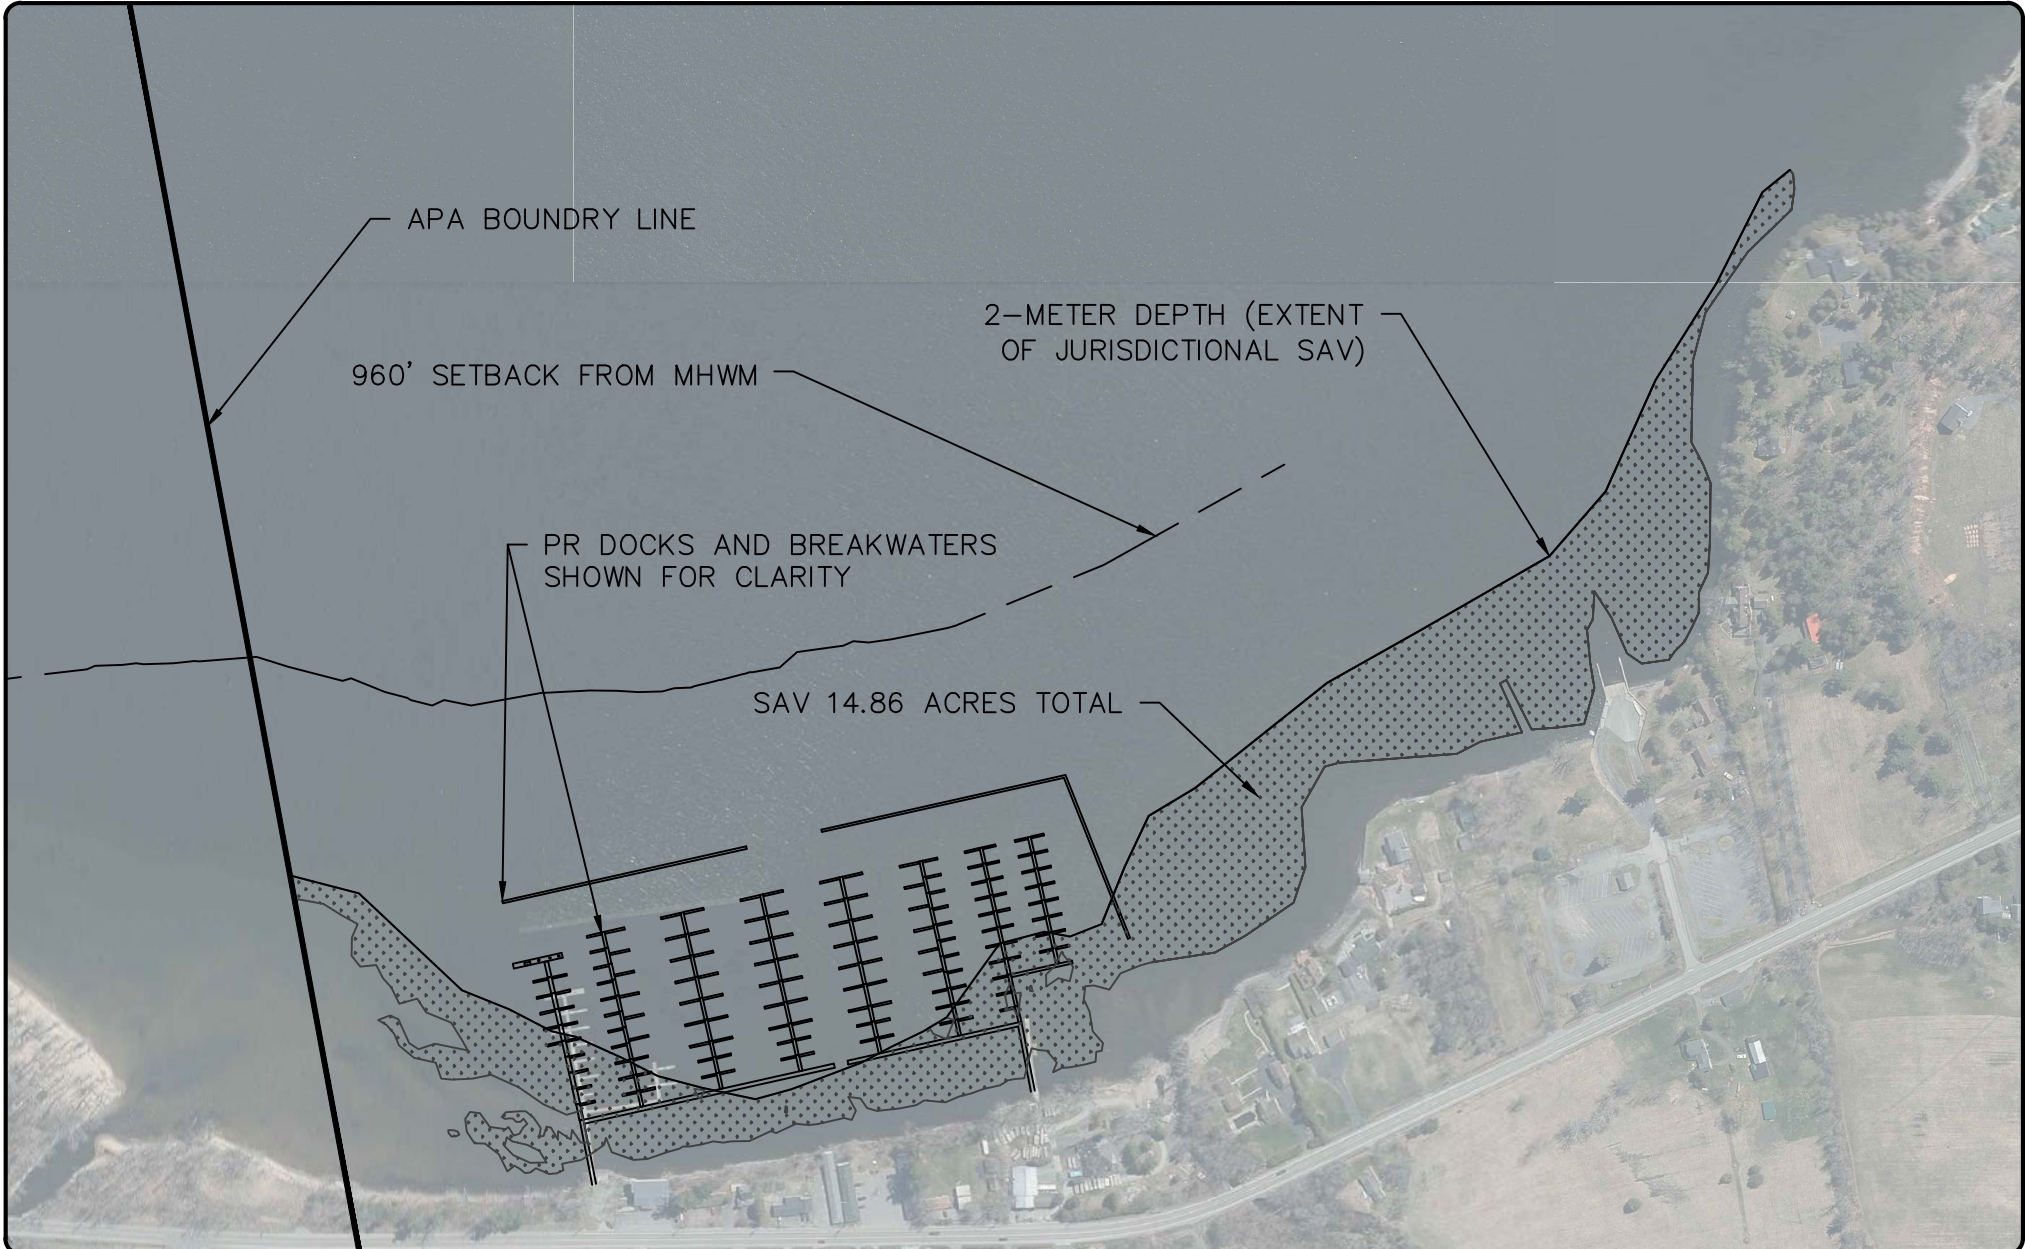 APA BOUNDRY LINE
2-METER DEPTH (EXTENT
OF JURISDICTIONAL SAV)
960' SETBACK FROM MHWM
PR DOCKS AND BREAKWATERS
SHOWN FOR CLARITY
SAV 14.86 ACRES TOTAL